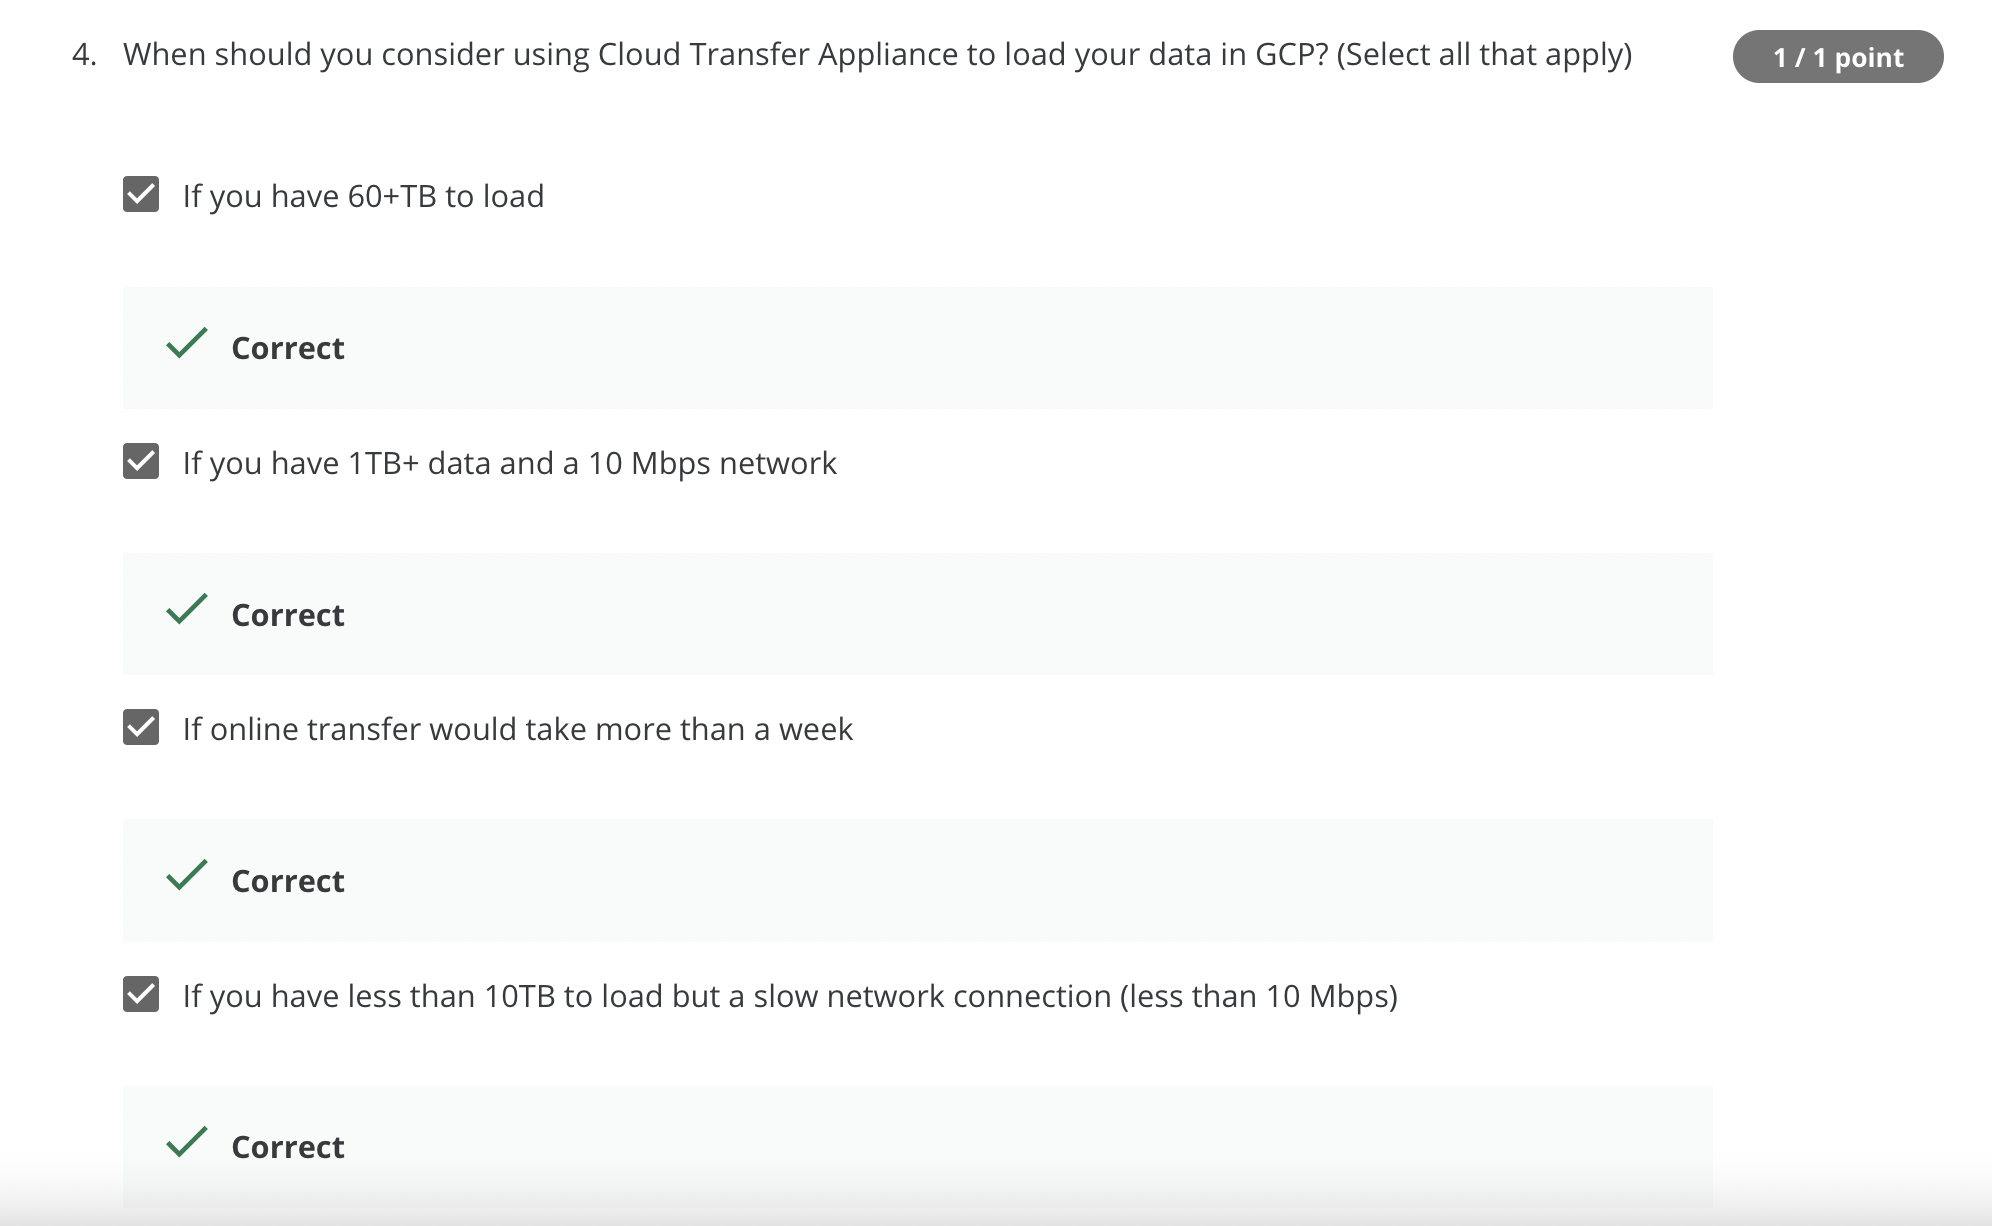 4. When should you consider using Cloud Transfer Appliance to load your data in GCP? (Select all that apply)
1 / 1 point
If you have 60+TB to load
Correct
If you have 1TB+ data and a 10 Mbps network
Correct
If online transfer would take more than a week
Correct
If you have less than 10TB to load but a slow network connection (less than 10 Mbps)
Correct